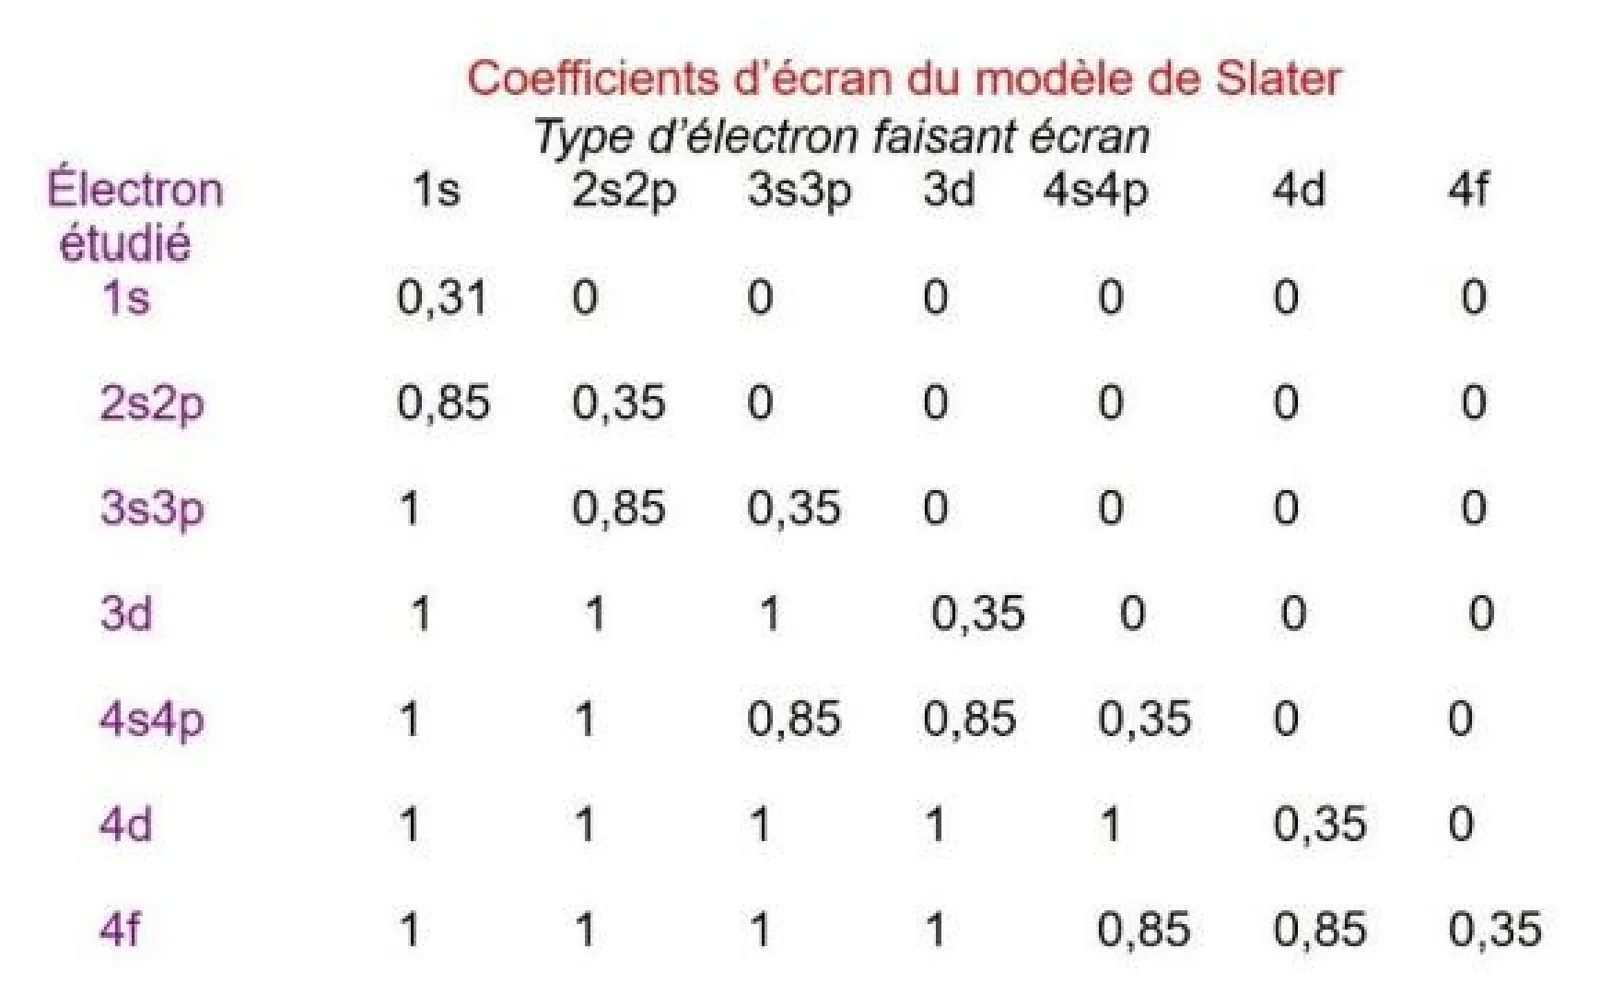 Coefficients d'écran du modèle de Slater
Type d'électron faisant écran
Électron 1s 2s2p 3s3p 3d 4s4p 4d 4f
étudié
1s 0,31 0 0 0 0 0 0
2s2p 0,85 0,35 0 0 0 0 0
3s3p 1 0,85 0,35 0 0 0 0
3d 1 1 1 0,35 0 0 0
4s4p 1 1 0,85 0,85 0,35 0 0
4d 1 1 1 1 1 0,35 0
4f 1 1 1 1 0,85 0,85 0,35